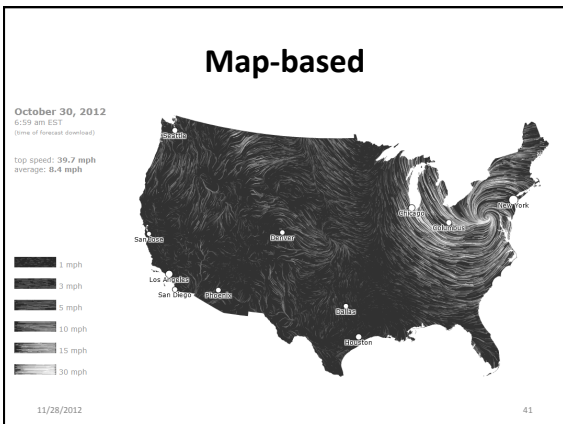 Map-based
October 30, 2012
6:59 am EST
(time of forecast download)
top speed: 39.7 mph
average: 8.4 mph
1 mph
3 mph
5 mph
10 mph
15 mph
30 mph
Seattle
San Jose
Los Angeles
San Diego
Phoenix
Denver
Dallas
Houston
Chicago
Columbus
New York
11/28/2012
41